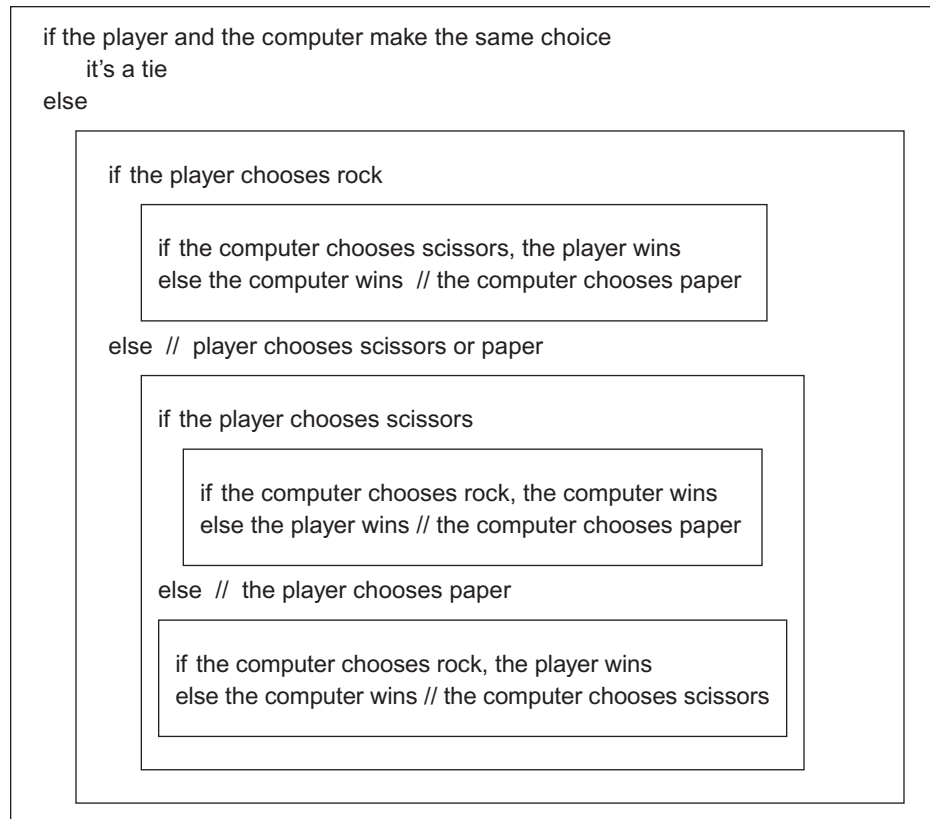 if the player and the computer make the same choice
it’s a tie
else
if the player chooses rock
if the computer chooses scissors, the player wins
else the computer wins // the computer chooses paper
else // player chooses scissors or paper
if the player chooses scissors
if the computer chooses rock, the computer wins
else the player wins // the computer chooses paper
else // the player chooses paper
if the computer chooses rock, the player wins
else the computer wins // the computer chooses scissors